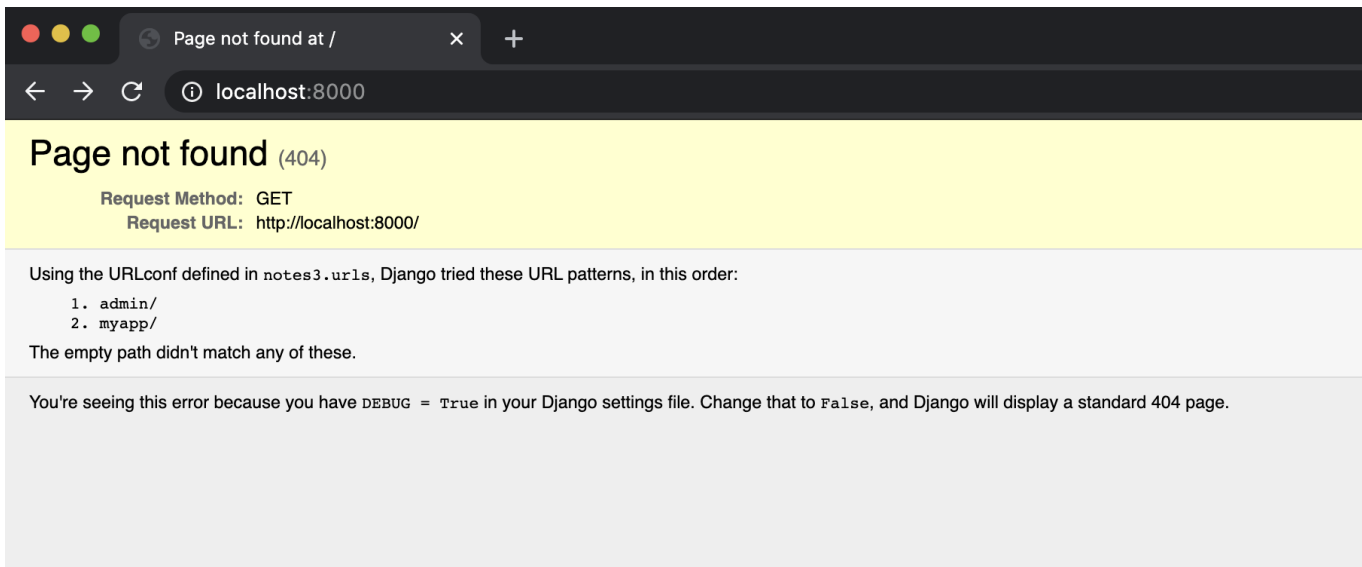 Page not found at /
localhost:8000
Page not found (404)
Request Method: GET
Request URL: http://localhost:8000/
Using the URLconf defined in notes3.urls, Django tried these URL patterns, in this order:
1. admin/
2. myapp/
The empty path didn't match any of these.
You're seeing this error because you have DEBUG = True in your Django settings file. Change that to False, and Django will display a standard 404 page.